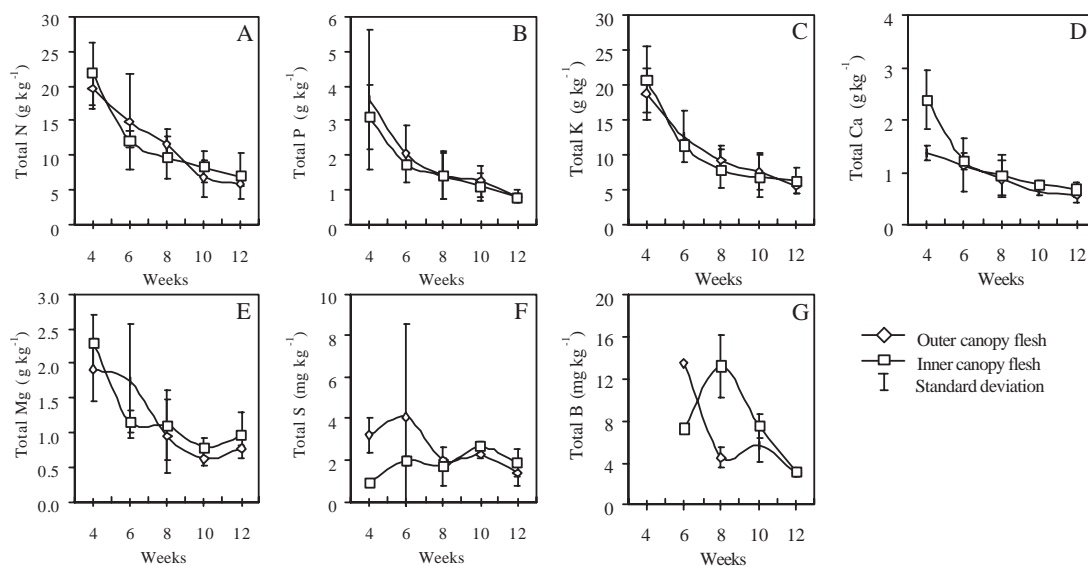 A
Total N (g kg⁻¹)
30
25
20
15
10
5
0
4 6 8 10 12
Weeks
B
Total P (g kg⁻¹)
6
5
4
3
2
1
0
4 6 8 10 12
Weeks
C
Total K (g kg⁻¹)
30
25
20
15
10
5
0
4 6 8 10 12
Weeks
D
Total Ca (g kg⁻¹)
4
3
2
1
0
4 6 8 10 12
Weeks
E
Total Mg (g kg⁻¹)
3.0
2.5
2.0
1.5
1.0
0.5
0.0
4 6 8 10 12
Weeks
F
Total S (mg kg⁻¹)
10
8
6
4
2
0
4 6 8 10 12
Weeks
G
Total B (mg kg⁻¹)
20
16
12
8
4
0
4 6 8 10 12
Weeks
Outer canopy flesh
Inner canopy flesh
Standard deviation